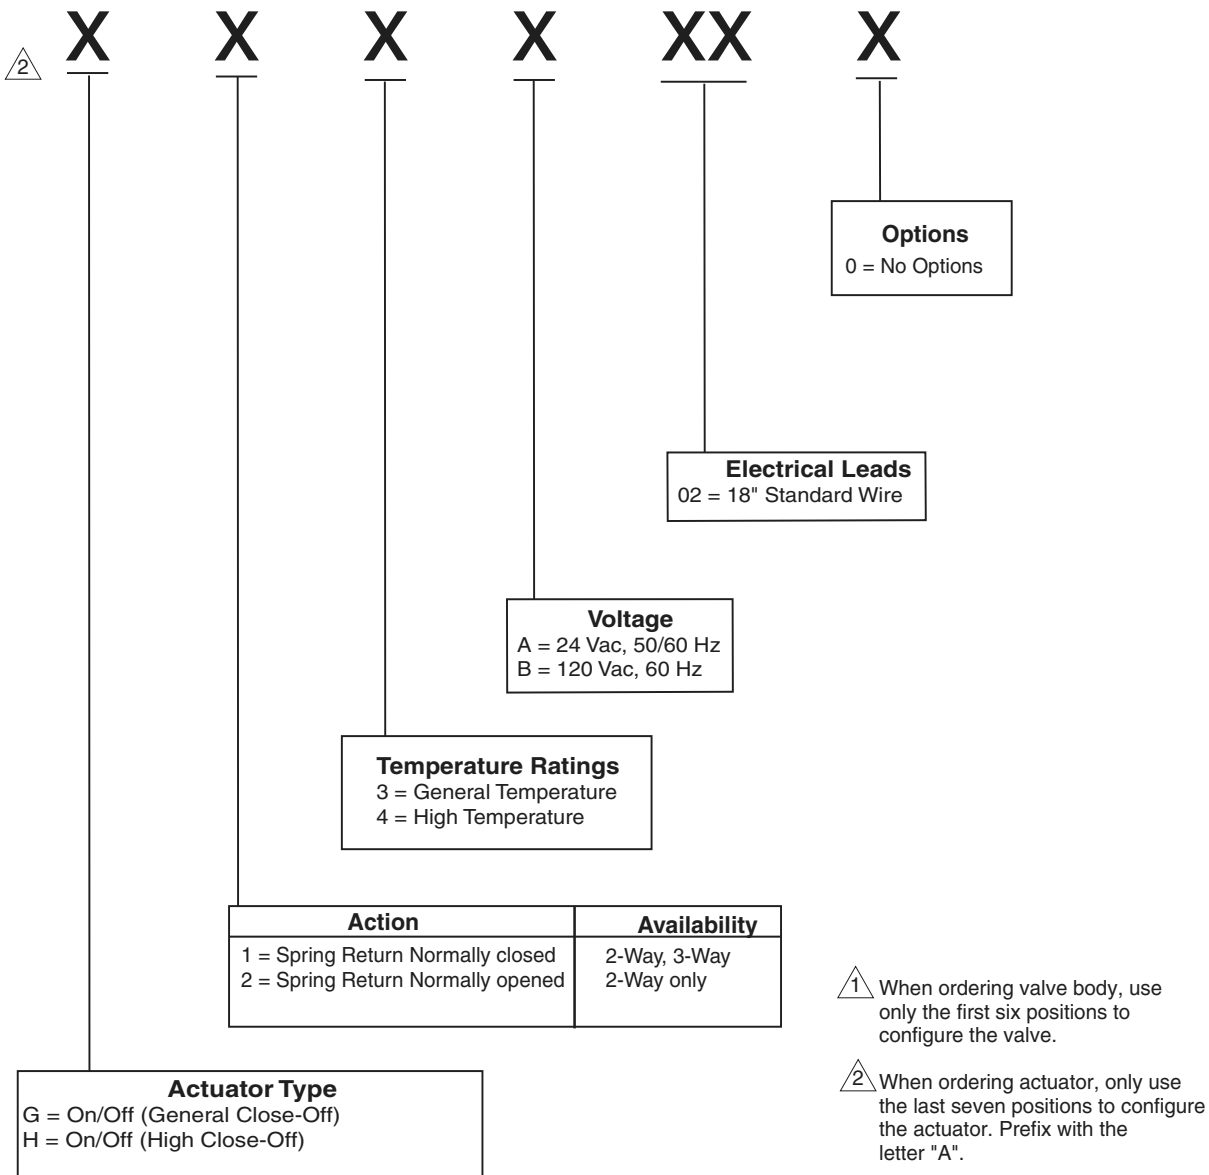 X X X X XX X
2
Options
0 = No Options
Electrical Leads
02 = 18" Standard Wire
Voltage
A = 24 Vac, 50/60 Hz
B = 120 Vac, 60 Hz
Temperature Ratings
3 = General Temperature
4 = High Temperature
Action Availability
1 = Spring Return Normally closed 2-Way, 3-Way
2 = Spring Return Normally opened 2-Way only
1 When ordering valve body, use
only the first six positions to
configure the valve.
2 When ordering actuator, only use
the last seven positions to configure
the actuator. Prefix with the
letter "A".
Actuator Type
G = On/Off (General Close-Off)
H = On/Off (High Close-Off)